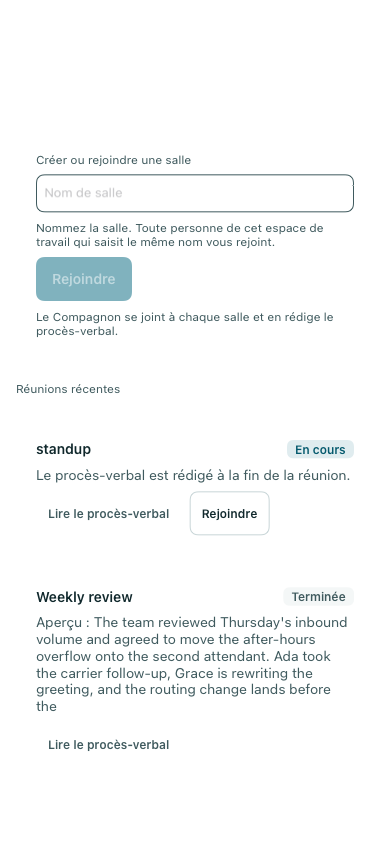 Créer ou rejoindre une salle
Nom de salle
Nommez la salle. Toute personne de cet espace de
travail qui saisit le même nom vous rejoint.
Rejoindre
Le Compagnon se joint à chaque salle et en rédige le
procès-verbal.
Réunions récentes
standup
En cours
Le procès-verbal est rédigé à la fin de la réunion.
Lire le procès-verbal
Rejoindre
Weekly review
Terminée
Aperçu : The team reviewed Thursday's inbound
volume and agreed to move the after-hours
overflow onto the second attendant. Ada took
the carrier follow-up, Grace is rewriting the
greeting, and the routing change lands before
the
Lire le procès-verbal